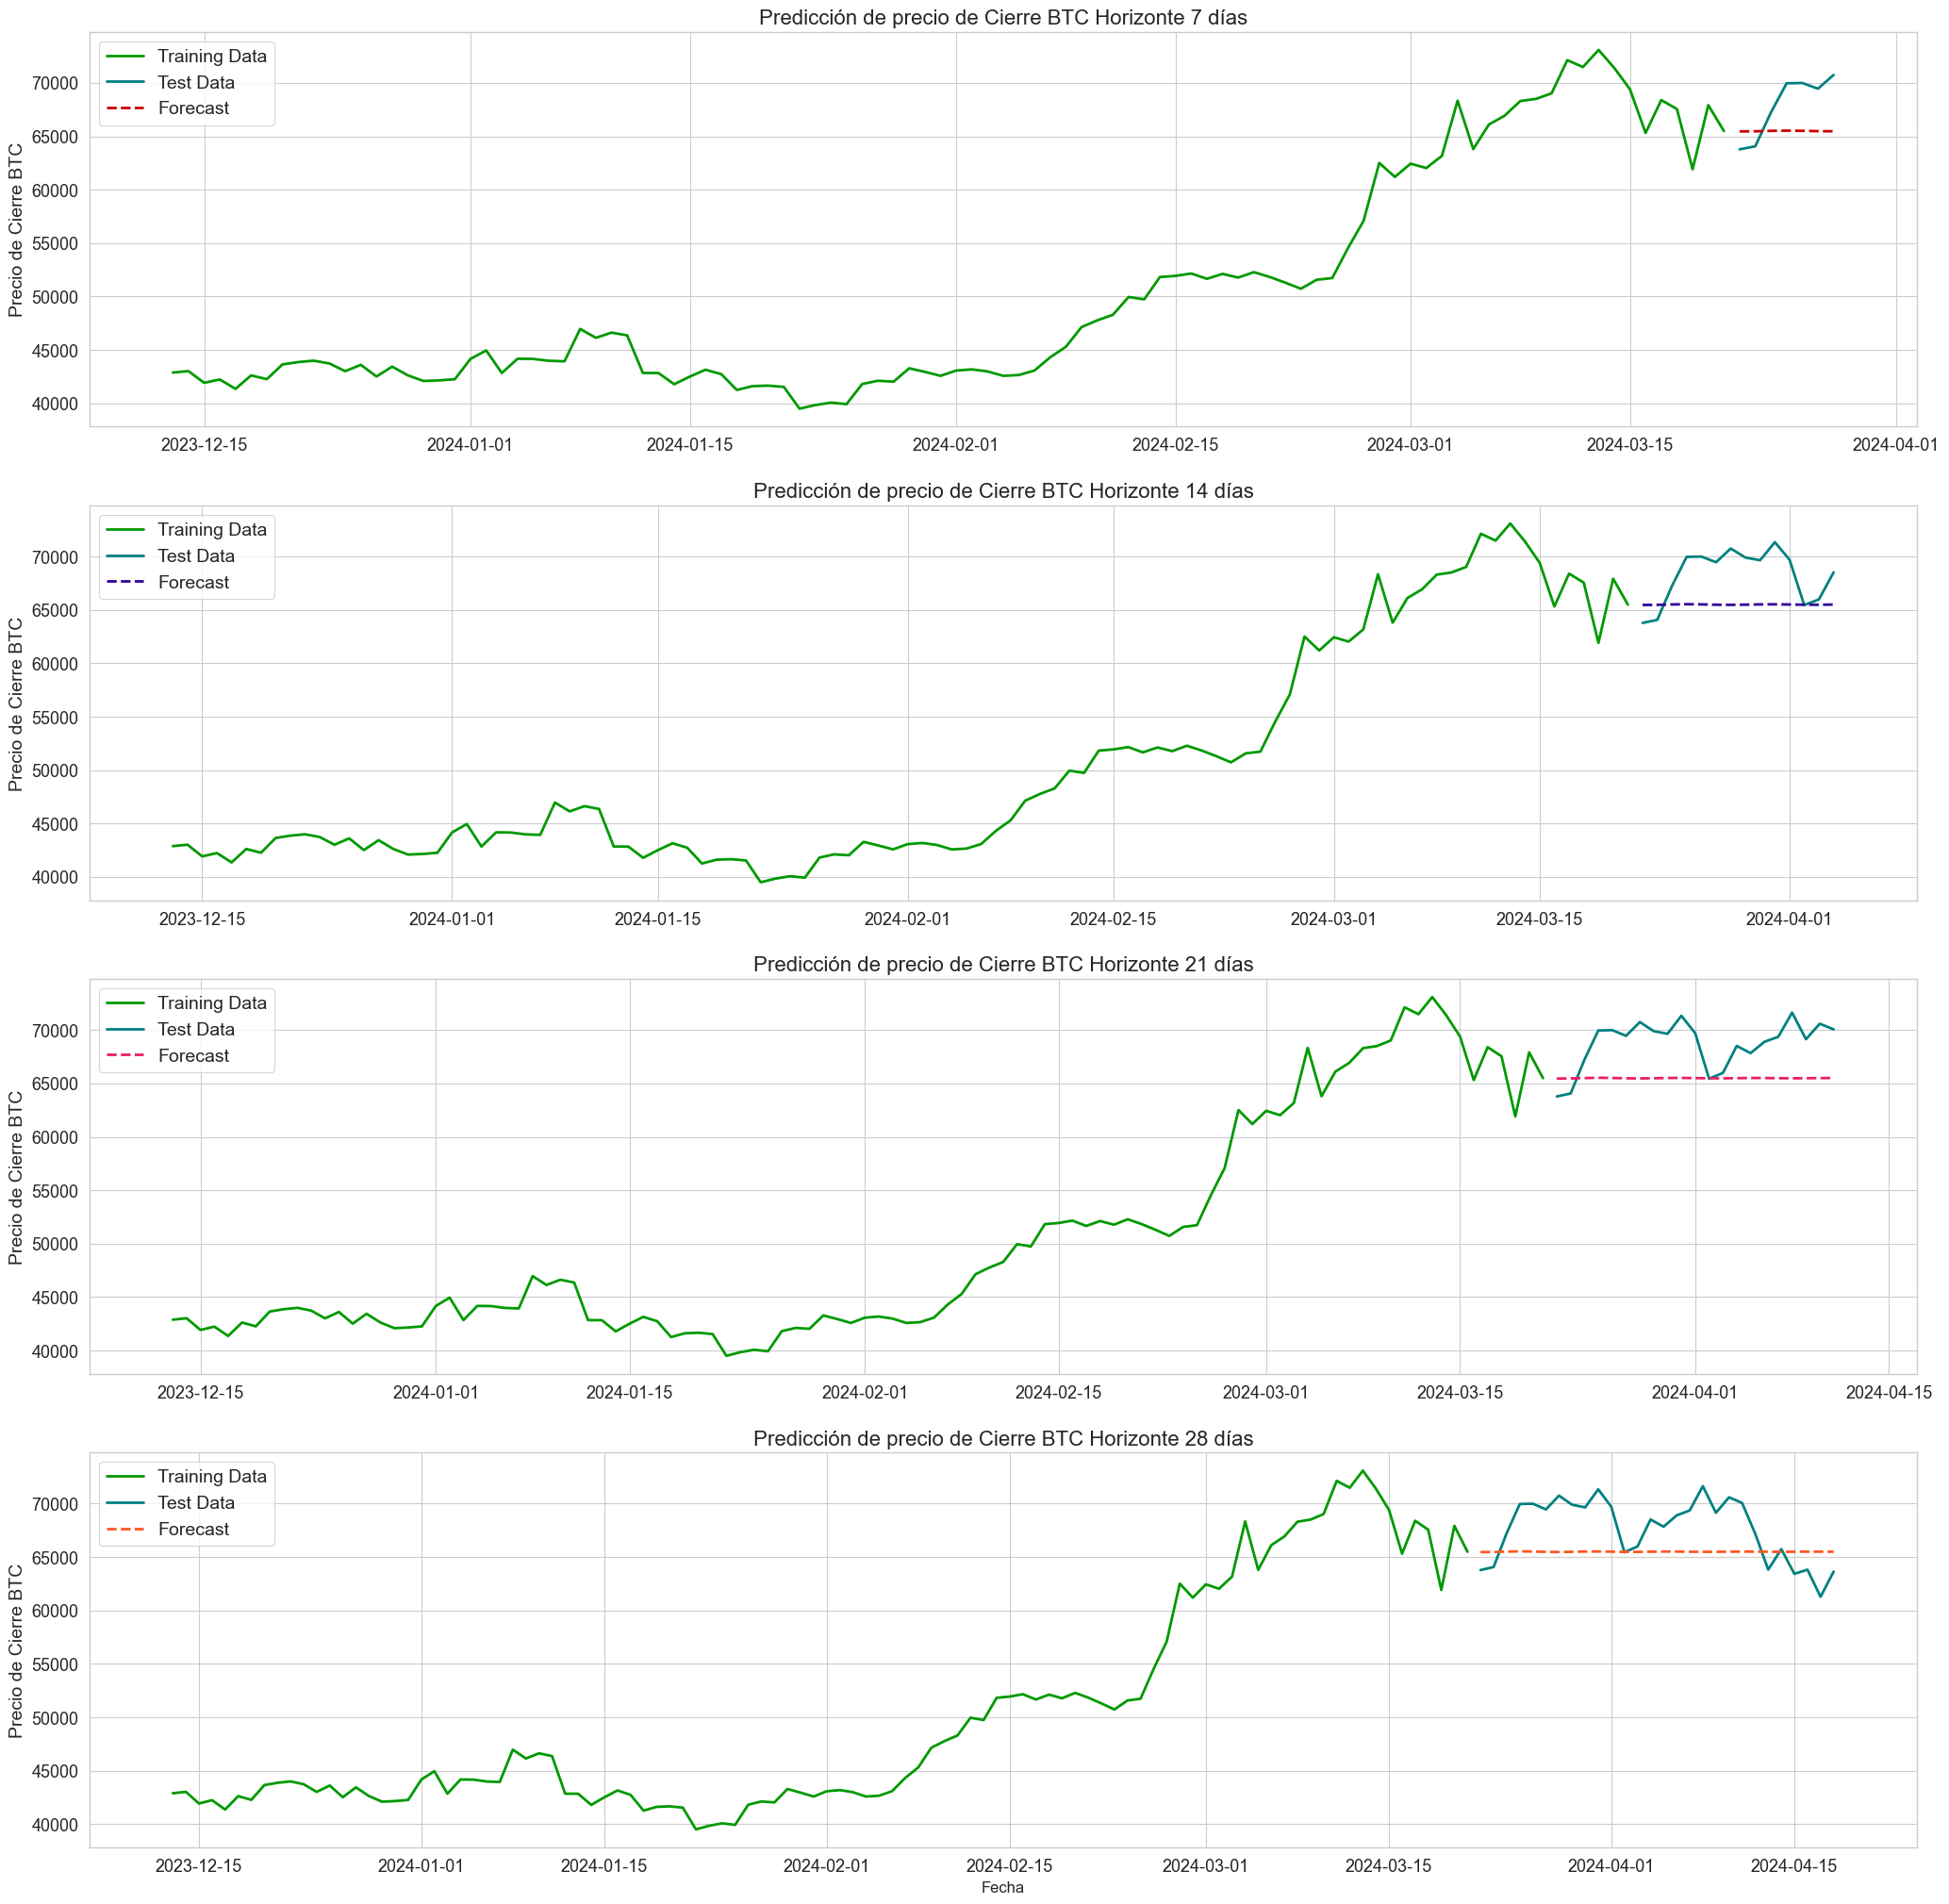 Predicción de precio de Cierre BTC Horizonte 7 días
Training Data
Test Data
Forecast
Precio de Cierre BTC
70000
65000
60000
55000
50000
45000
40000
2023-12-15 2024-01-01 2024-01-15 2024-02-01 2024-02-15 2024-03-01 2024-03-15 2024-04-01
Predicción de precio de Cierre BTC Horizonte 14 días
Training Data
Test Data
Forecast
Precio de Cierre BTC
70000
65000
60000
55000
50000
45000
40000
2023-12-15 2024-01-01 2024-01-15 2024-02-01 2024-02-15 2024-03-01 2024-03-15 2024-04-01
Predicción de precio de Cierre BTC Horizonte 21 días
Training Data
Test Data
Forecast
Precio de Cierre BTC
70000
65000
60000
55000
50000
45000
40000
2023-12-15 2024-01-01 2024-01-15 2024-02-01 2024-02-15 2024-03-01 2024-03-15 2024-04-01 2024-04-15
Predicción de precio de Cierre BTC Horizonte 28 días
Training Data
Test Data
Forecast
Precio de Cierre BTC
70000
65000
60000
55000
50000
45000
40000
2023-12-15 2024-01-01 2024-01-15 2024-02-01 2024-02-15 2024-03-01 2024-03-15 2024-04-01 2024-04-15
Fecha